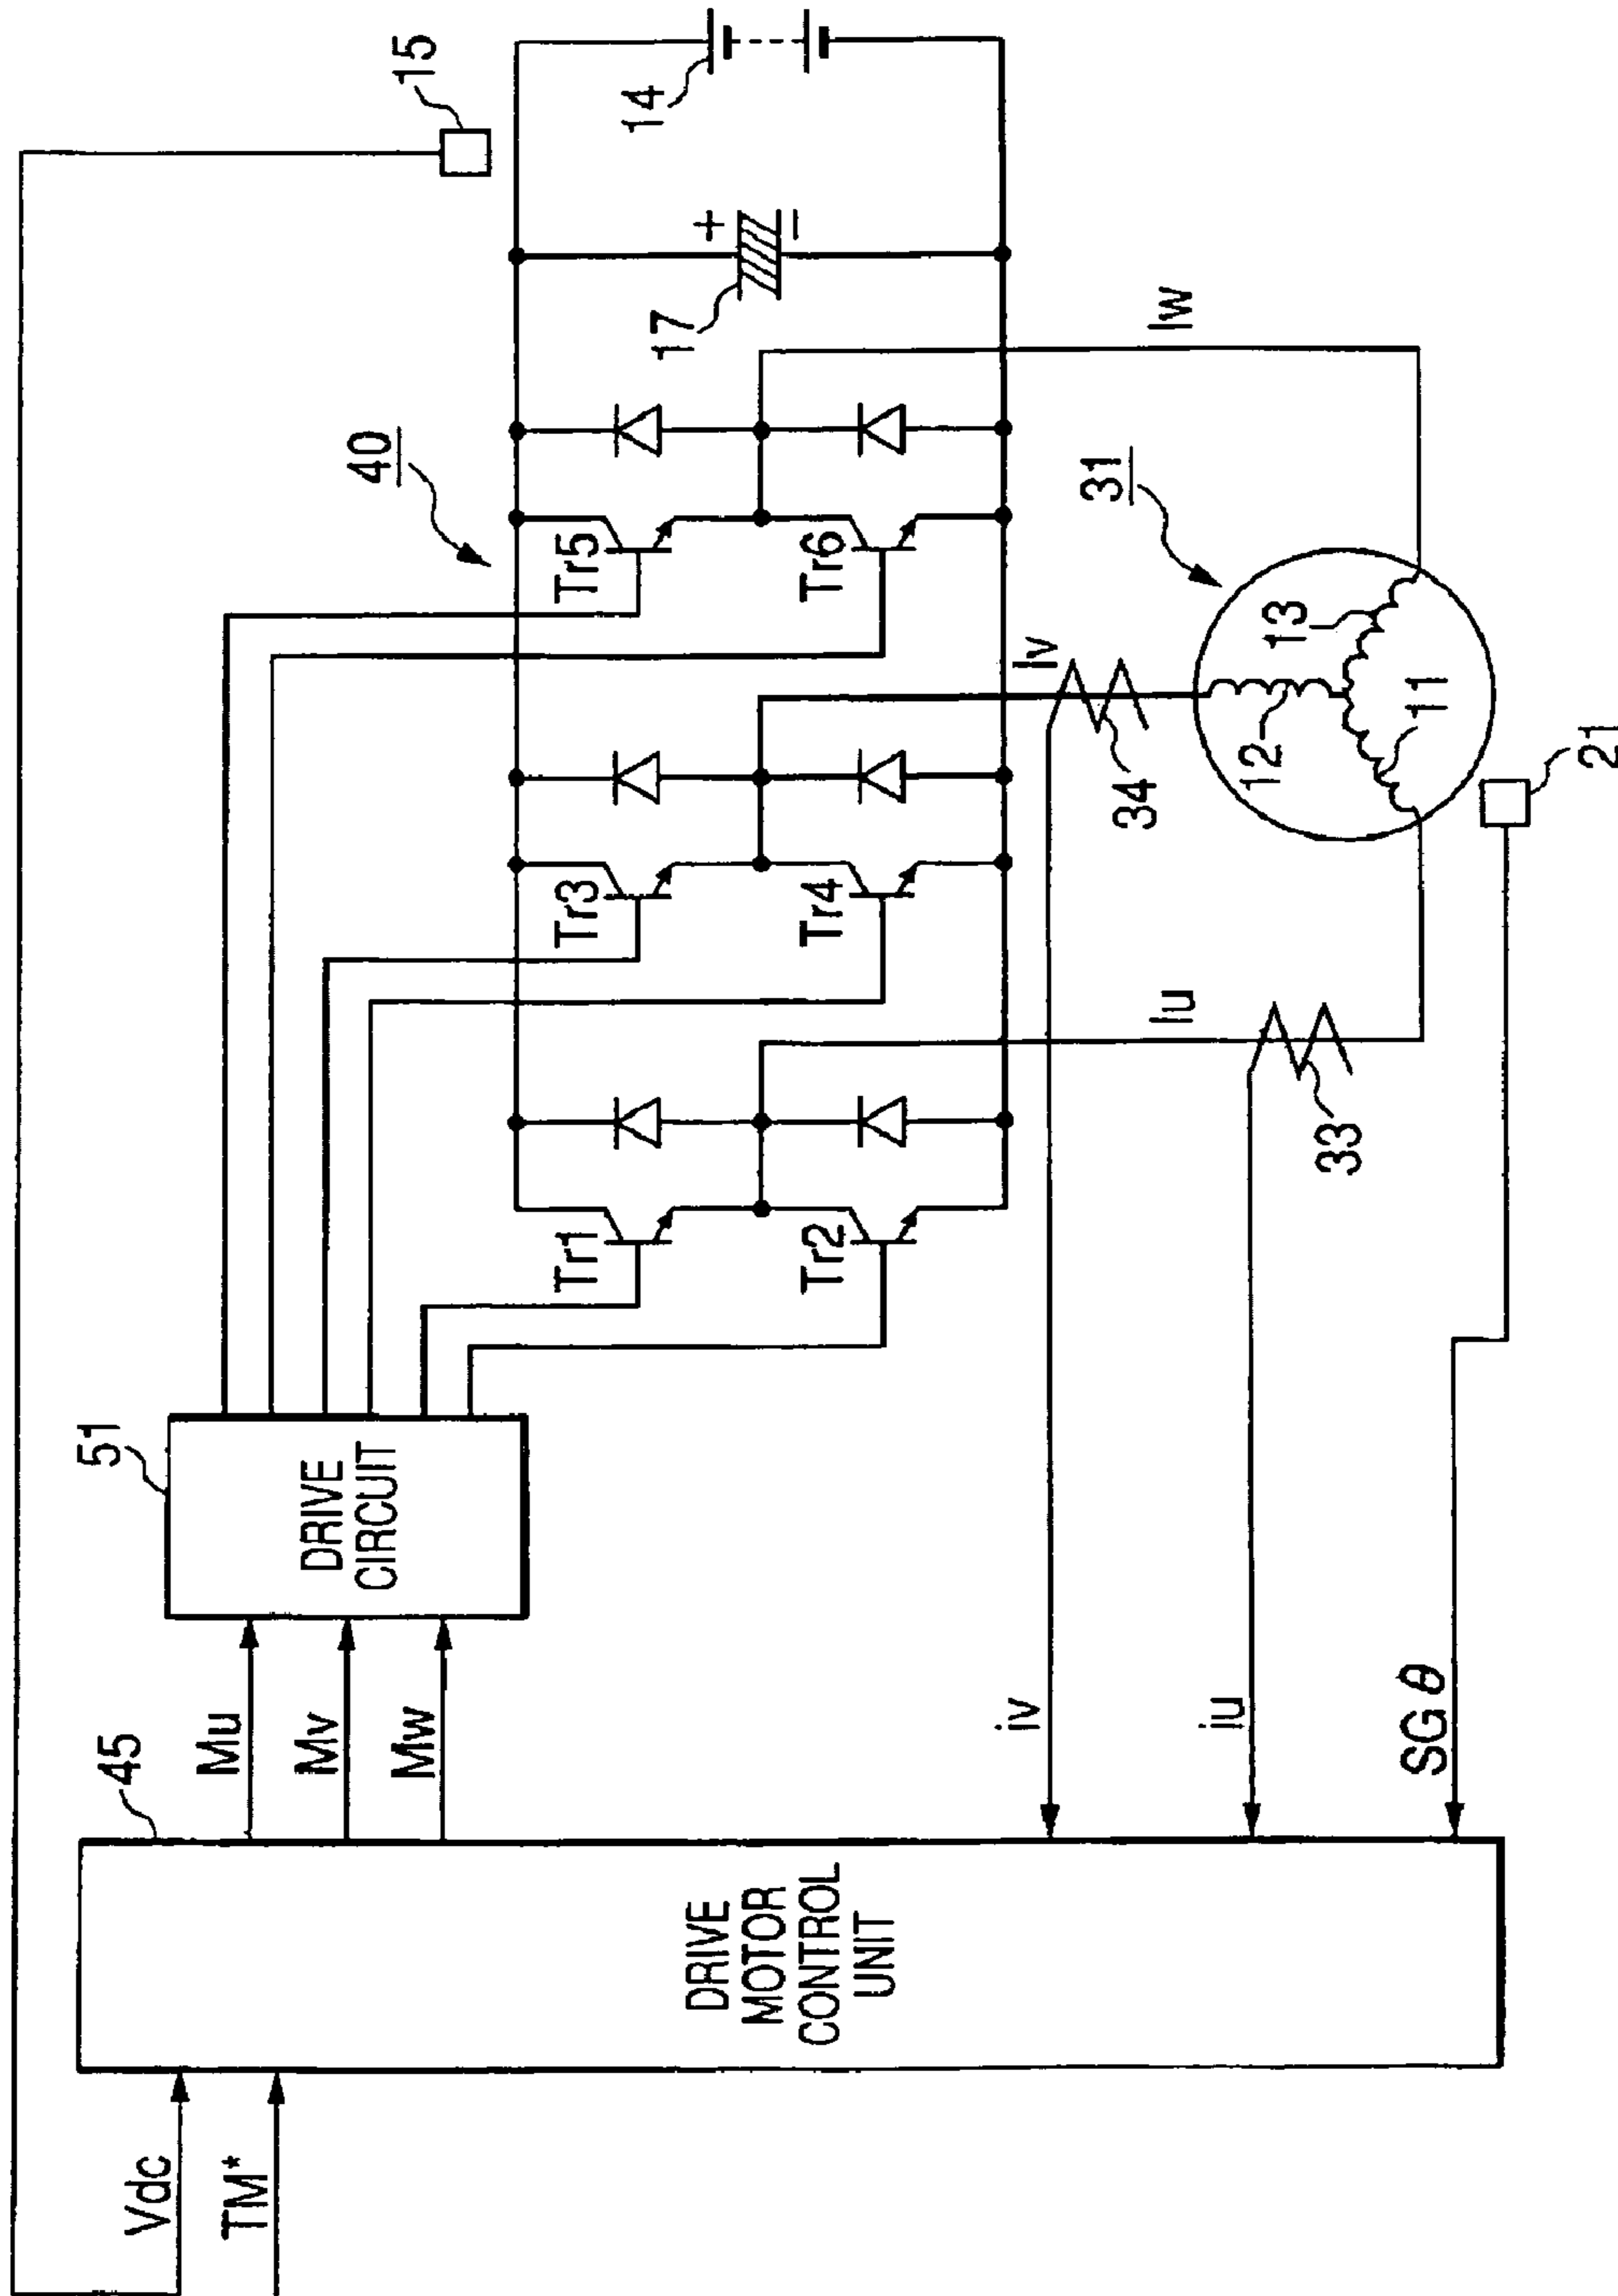 15
14
+
−
17
40
Tr5
Tr6
Iw
31
13
12
11
Iv
34
21
Tr3
Tr4
Iu
33
Tr1
Tr2
51
DRIVE
CIRCUIT
Mu
Mv
Mw
iv
iu
SGθ
45
DRIVE
MOTOR
CONTROL
UNIT
Vdc
TM*